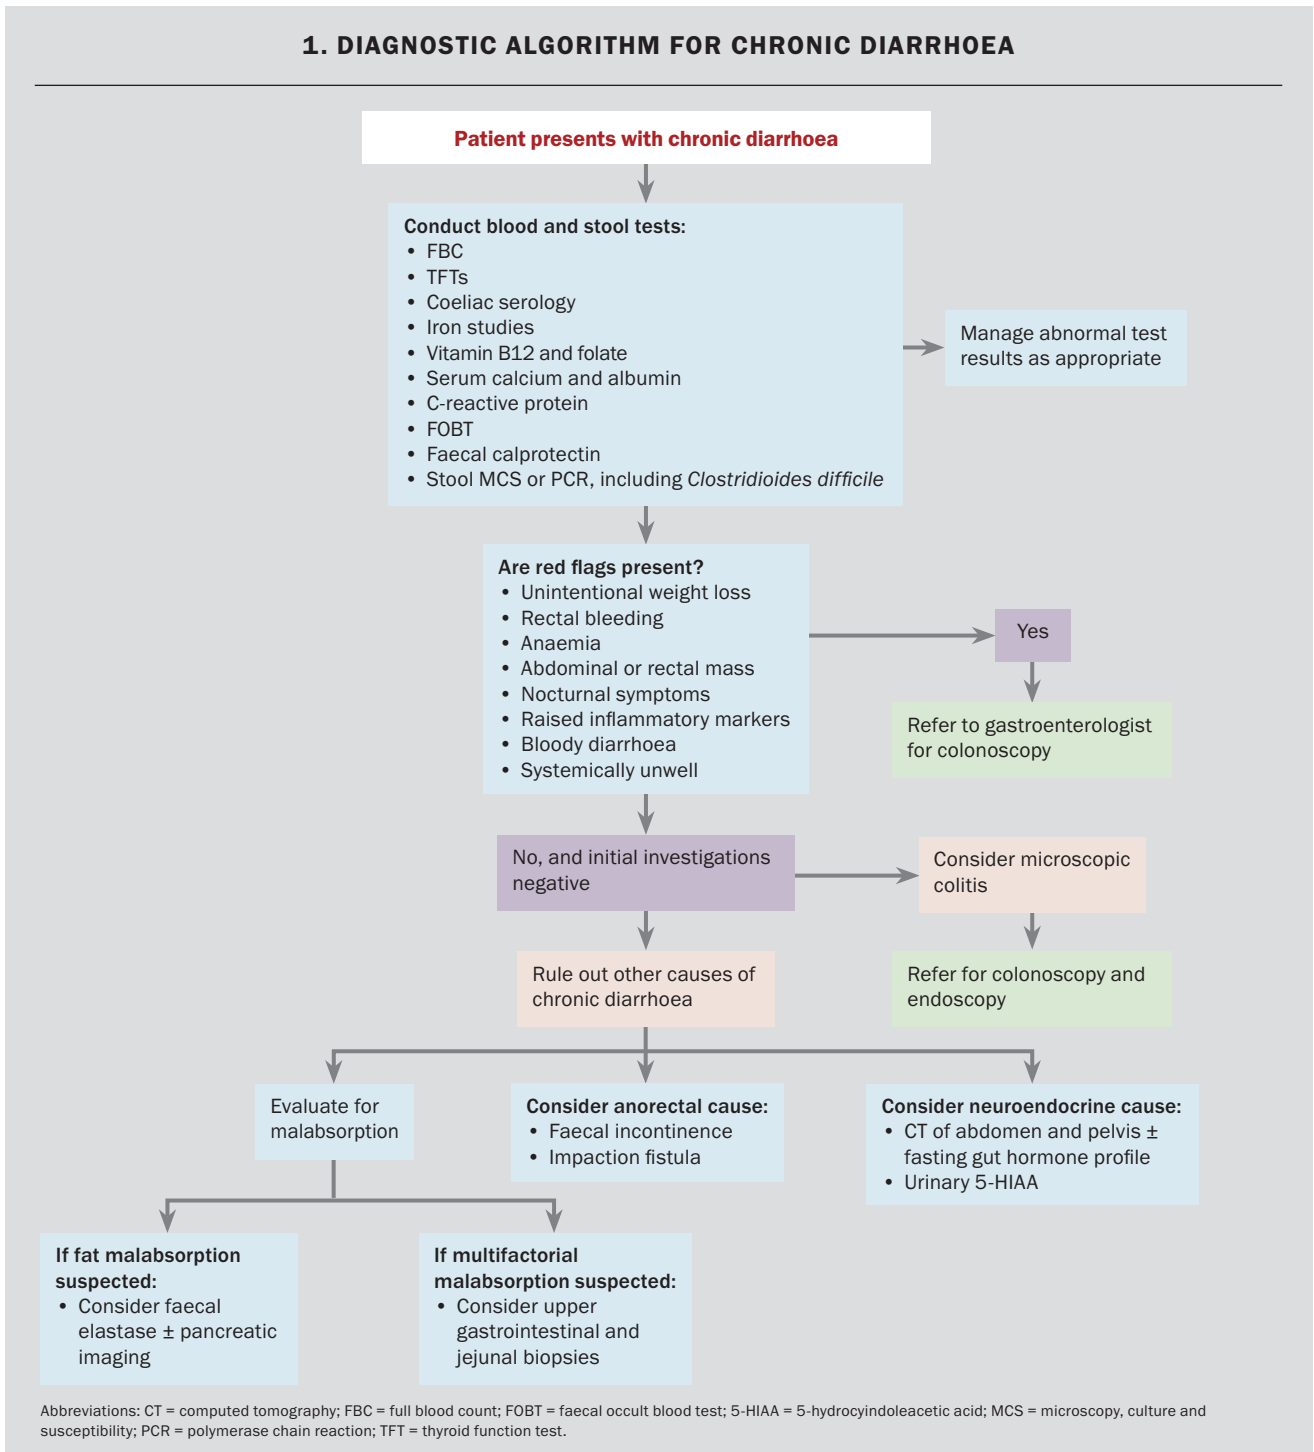 1. DIAGNOSTIC ALGORITHM FOR CHRONIC DIARRHOEA
Patient presents with chronic diarrhoea
Conduct blood and stool tests:
• FBC
• TFTs
• Coeliac serology
• Iron studies
• Vitamin B12 and folate
• Serum calcium and albumin
• C-reactive protein
• FOBT
• Faecal calprotectin
• Stool MCS or PCR, including Clostridioides difficile
Manage abnormal test
results as appropriate
Are red flags present?
• Unintentional weight loss
• Rectal bleeding
• Anaemia
• Abdominal or rectal mass
• Nocturnal symptoms
• Raised inflammatory markers
• Bloody diarrhoea
• Systemically unwell
Yes
Refer to gastroenterologist
for colonoscopy
No, and initial investigations
negative
Consider microscopic
colitis
Refer for colonoscopy and
endoscopy
Rule out other causes of
chronic diarrhoea
Evaluate for
malabsorption
Consider anorectal cause:
• Faecal incontinence
• Impaction fistula
Consider neuroendocrine cause:
• CT of abdomen and pelvis ±
fasting gut hormone profile
• Urinary 5-HIAA
If fat malabsorption
suspected:
• Consider faecal
elastase ± pancreatic
imaging
If multifactorial
malabsorption suspected:
• Consider upper
gastrointestinal and
jejunal biopsies
Abbreviations: CT = computed tomography; FBC = full blood count; FOBT = faecal occult blood test; 5-HIAA = 5-hydrocyindoleacetic acid; MCS = microscopy, culture and
susceptibility; PCR = polymerase chain reaction; TFT = thyroid function test.